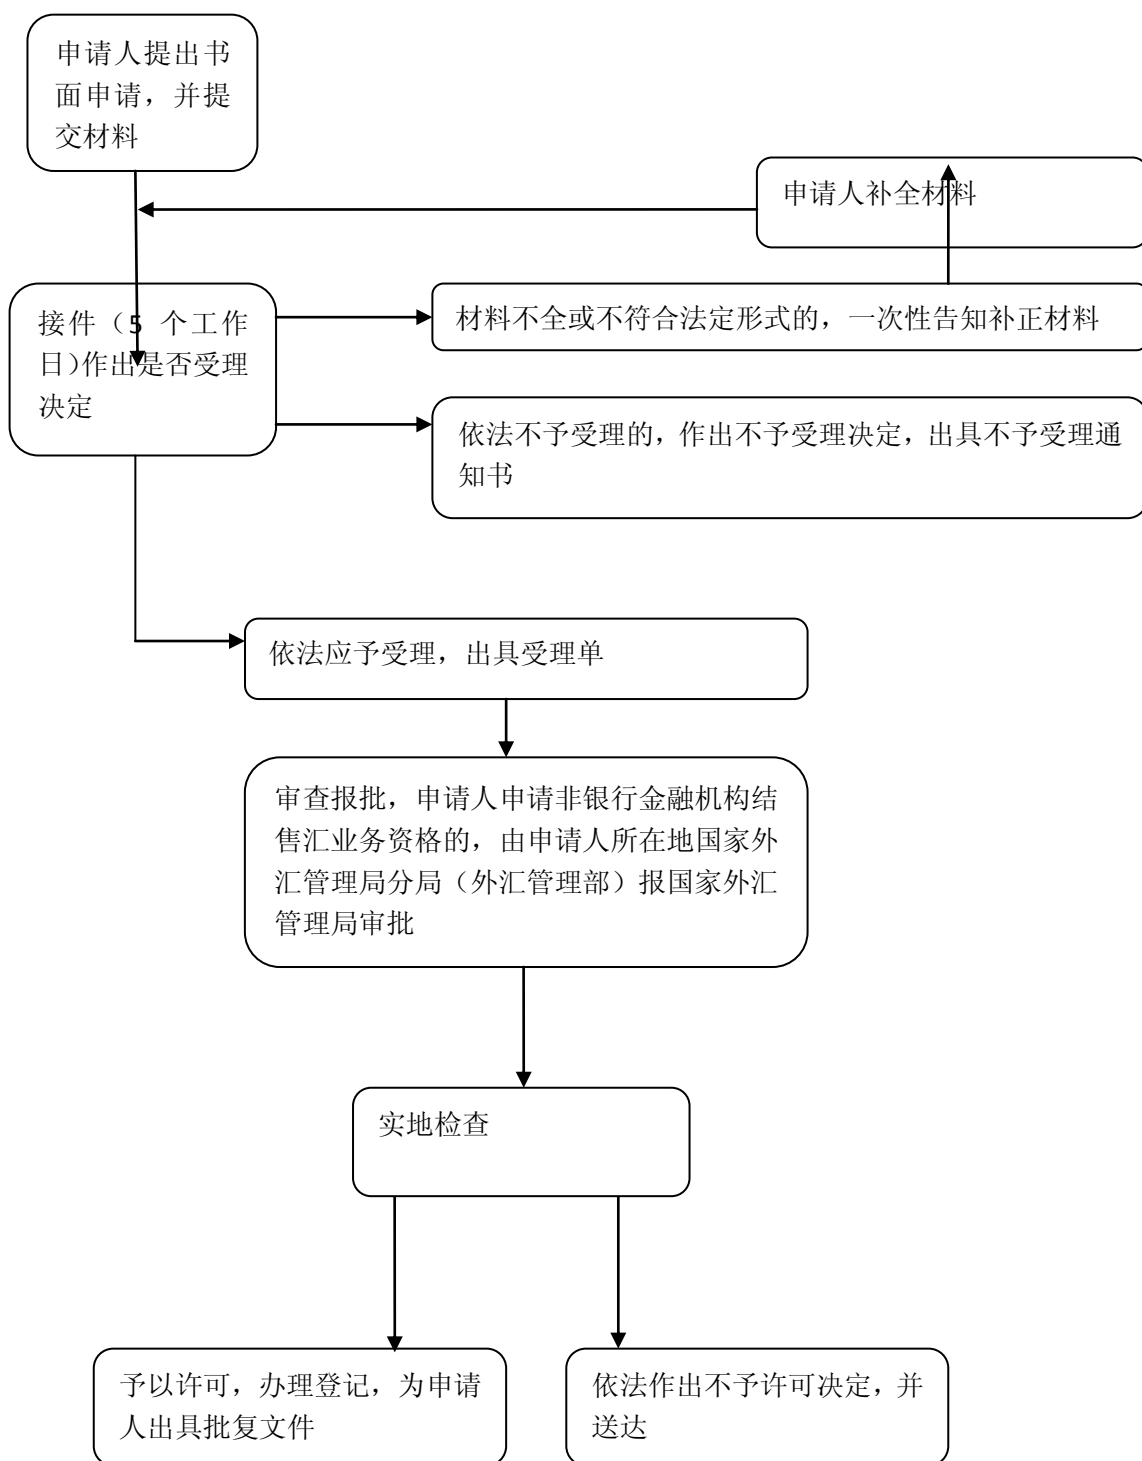 申请人提出书
面申请，并提
交材料
申请人补全材料
接件（5 个工作
日）作出是否受理
决定
材料不全或不符合法定形式的，一次性告知补正材料
依法不予受理的，作出不予受理决定，出具不予受理通
知书
依法应予受理，出具受理单
审查报批，申请人申请非银行金融机构结
售汇业务资格的，由申请人所在地国家外
汇管理局分局（外汇管理部）报国家外汇
管理局审批
实地检查
予以许可，办理登记，为申请
人出具批复文件
依法作出不予许可决定，并
送达